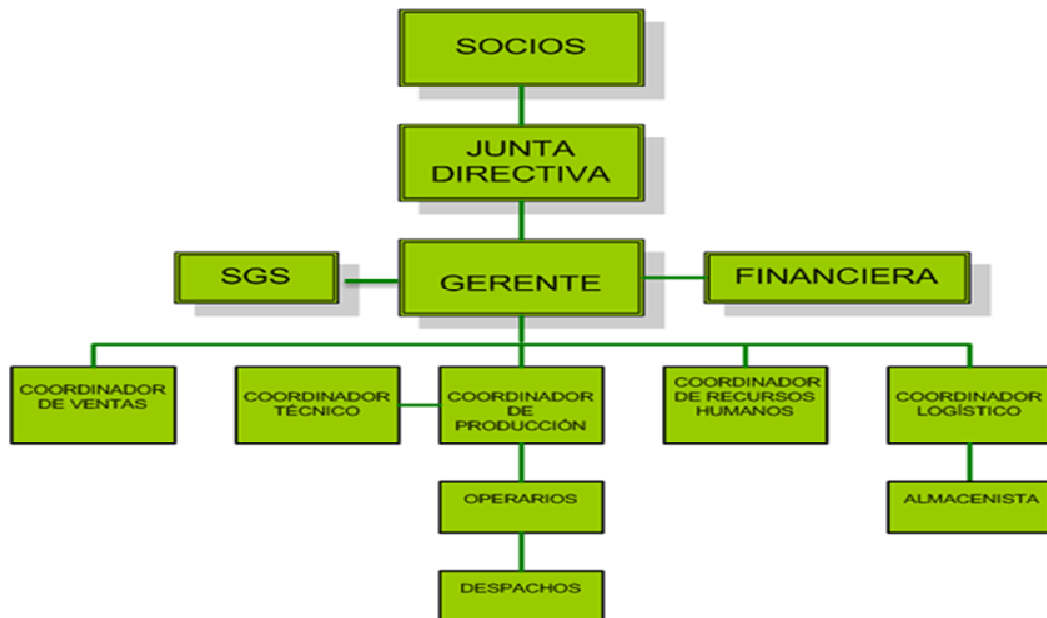 SOCIOS
JUNTA
DIRECTIVA
SGS
GERENTE
FINANCIERA
COORDINADOR
DE VENTAS
COORDINADOR
TÉCNICO
COORDINADOR
DE
PRODUCCIÓN
COORDINADOR
DE RECURSOS
HUMANOS
COORDINADOR
LOGÍSTICO
OPERARIOS
ALMACENISTA
DESPACHOS